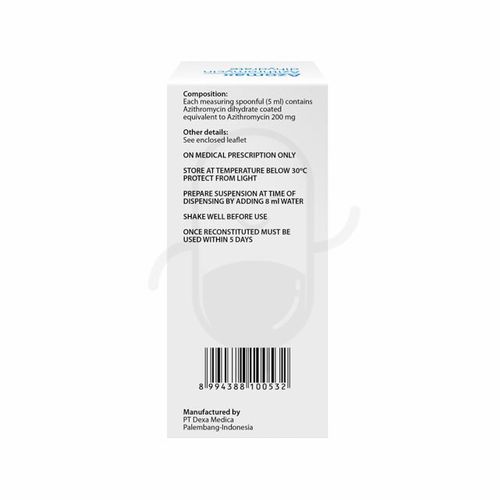 Azomax
Azithromycin
dihydrate
Composition:
Each measuring spoonful (5 ml) contains
Azithromycin dihydrate coated
equivalent to Azithromycin 200 mg
Other details:
See enclosed leaflet
ON MEDICAL PRESCRIPTION ONLY
STORE AT TEMPERATURE BELOW 30°C
PROTECT FROM LIGHT
PREPARE SUSPENSION AT TIME OF
DISPENSING BY ADDING 8 ml WATER
SHAKE WELL BEFORE USE
ONCE RECONSTITUTED MUST BE
USED WITHIN 5 DAYS
8 994388 100532
Manufactured by
PT Dexa Medica
Palembang-Indonesia